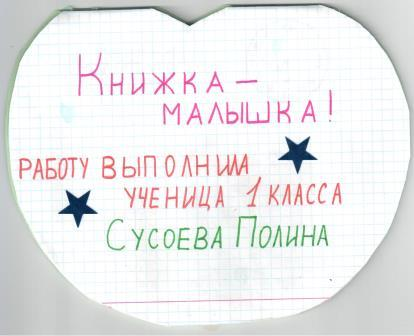 Книжка –
малышка!
Работу выполнила
ученица 1 класса
Сусоева Полина